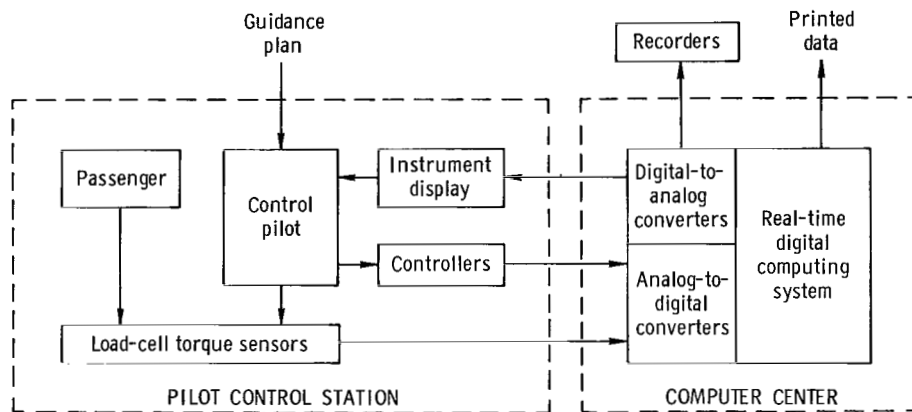 Guidance
plan
Recorders
Printed
data
Passenger
Control
pilot
Instrument
display
Controllers
Load-cell torque sensors
PILOT CONTROL STATION
Digital-to-
analog
converters
Analog-to-
digital
converters
Real-time
digital
computing
system
COMPUTER CENTER